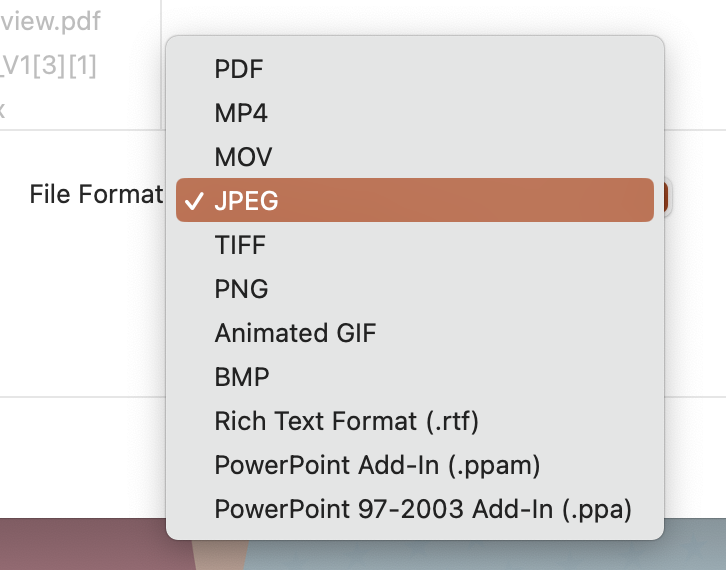 view.pdf
_V1[3][1]
x
File Format
PDF
MP4
MOV
✓ JPEG
TIFF
PNG
Animated GIF
BMP
Rich Text Format (.rtf)
PowerPoint Add-In (.ppam)
PowerPoint 97-2003 Add-In (.ppa)